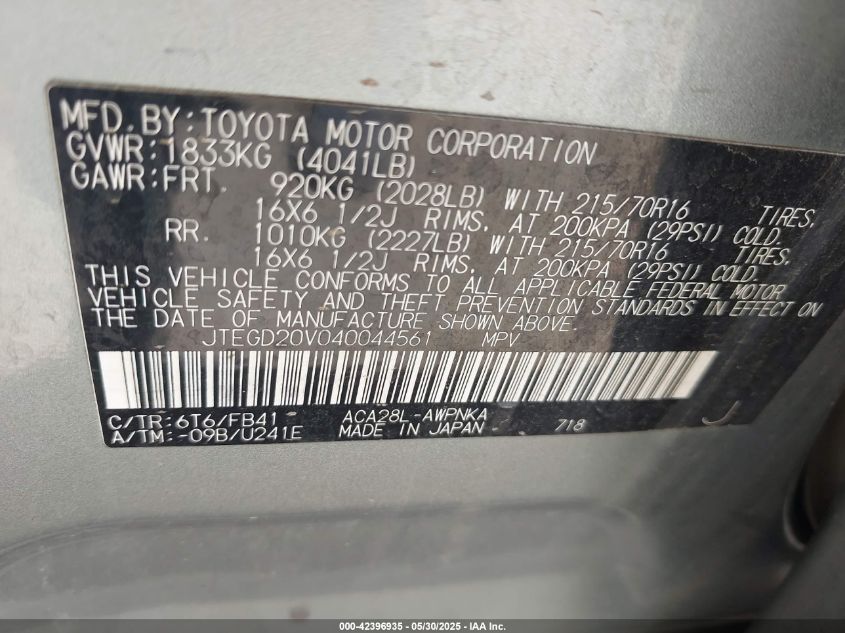 MFD. BY: TOYOTA MOTOR CORPORATION
GVWR: 1833KG (4041LB)
GAWR: FRT. 920KG (2028LB) WITH 215/70R16 TIRES,
16X6 1/2J RIMS, AT 200KPA (29PSI) COLD.
RR. 1010KG (2227LB) WITH 215/70R16 TIRES,
16X6 1/2J RIMS, AT 200KPA (29PSI) COLD.
THIS VEHICLE CONFORMS TO ALL APPLICABLE FEDERAL MOTOR
VEHICLE SAFETY AND THEFT PREVENTION STANDARDS IN EFFECT ON
THE DATE OF MANUFACTURE SHOWN ABOVE.
JTEGD20V040044561 MPV
C/TR: 6T6/FB41 ACA28L-AWPNKA
A/TM: -09B/U241E MADE IN JAPAN 718 J
000-42396935 - 05/30/2025 - IAA Inc.